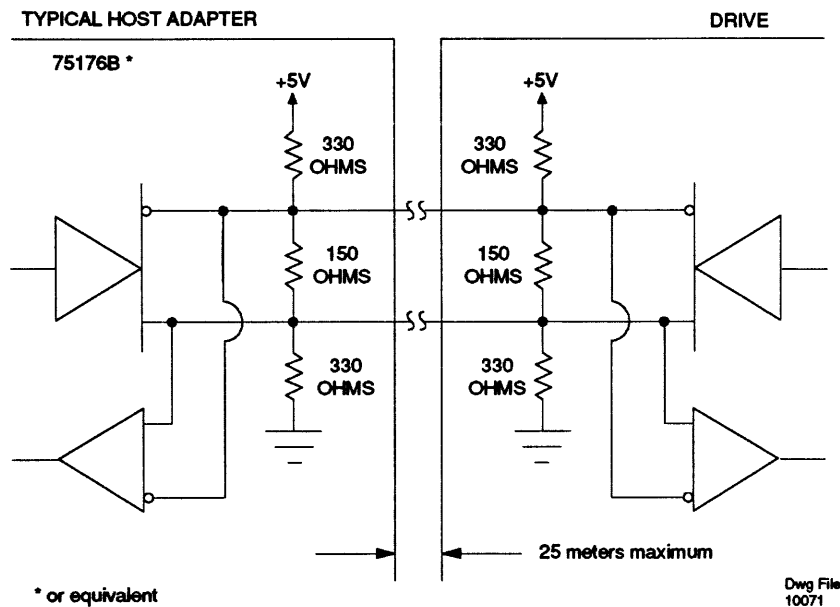 TYPICAL HOST ADAPTER
DRIVE
75176B *
+5V
+5V
330
OHMS
330
OHMS
150
OHMS
150
OHMS
330
OHMS
330
OHMS
25 meters maximum
* or equivalent
Dwg File
10071